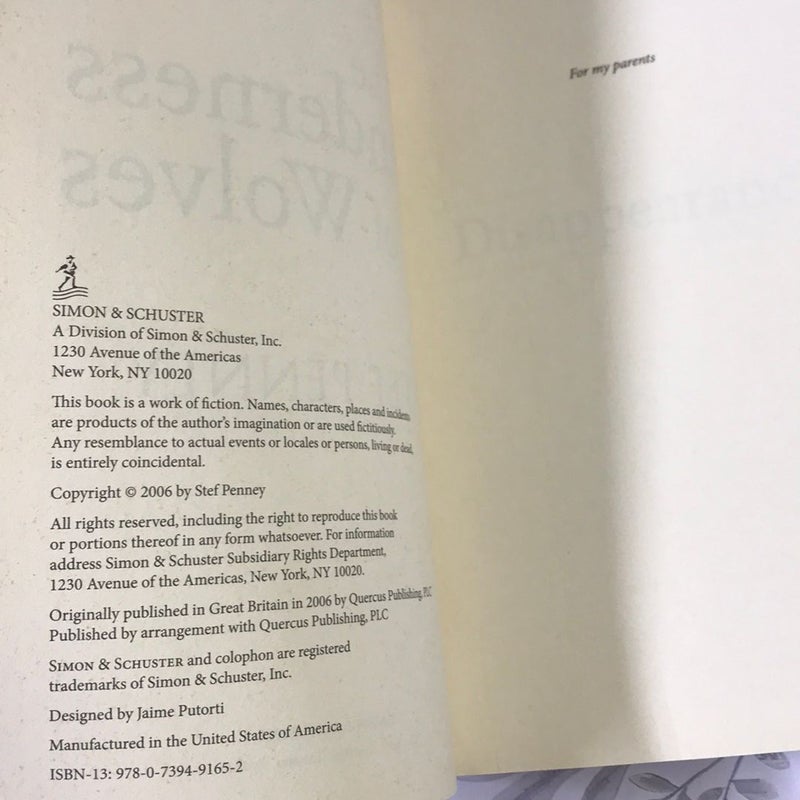 SIMON & SCHUSTER
A Division of Simon & Schuster, Inc.
1230 Avenue of the Americas
New York, NY 10020
This book is a work of fiction. Names, characters, places and incidents
are products of the author's imagination or are used fictitiously.
Any resemblance to actual events or locales or persons, living or dead,
is entirely coincidental.
Copyright © 2006 by Stef Penney
All rights reserved, including the right to reproduce this book
or portions thereof in any form whatsoever. For information
address Simon & Schuster Subsidiary Rights Department,
1230 Avenue of the Americas, New York, NY 10020.
Originally published in Great Britain in 2006 by Quercus Publishing, PLC
Published by arrangement with Quercus Publishing, PLC
SIMON & SCHUSTER and colophon are registered
trademarks of Simon & Schuster, Inc.
Designed by Jaime Putorti
Manufactured in the United States of America
ISBN-13: 978-0-7394-9165-2
For my parents